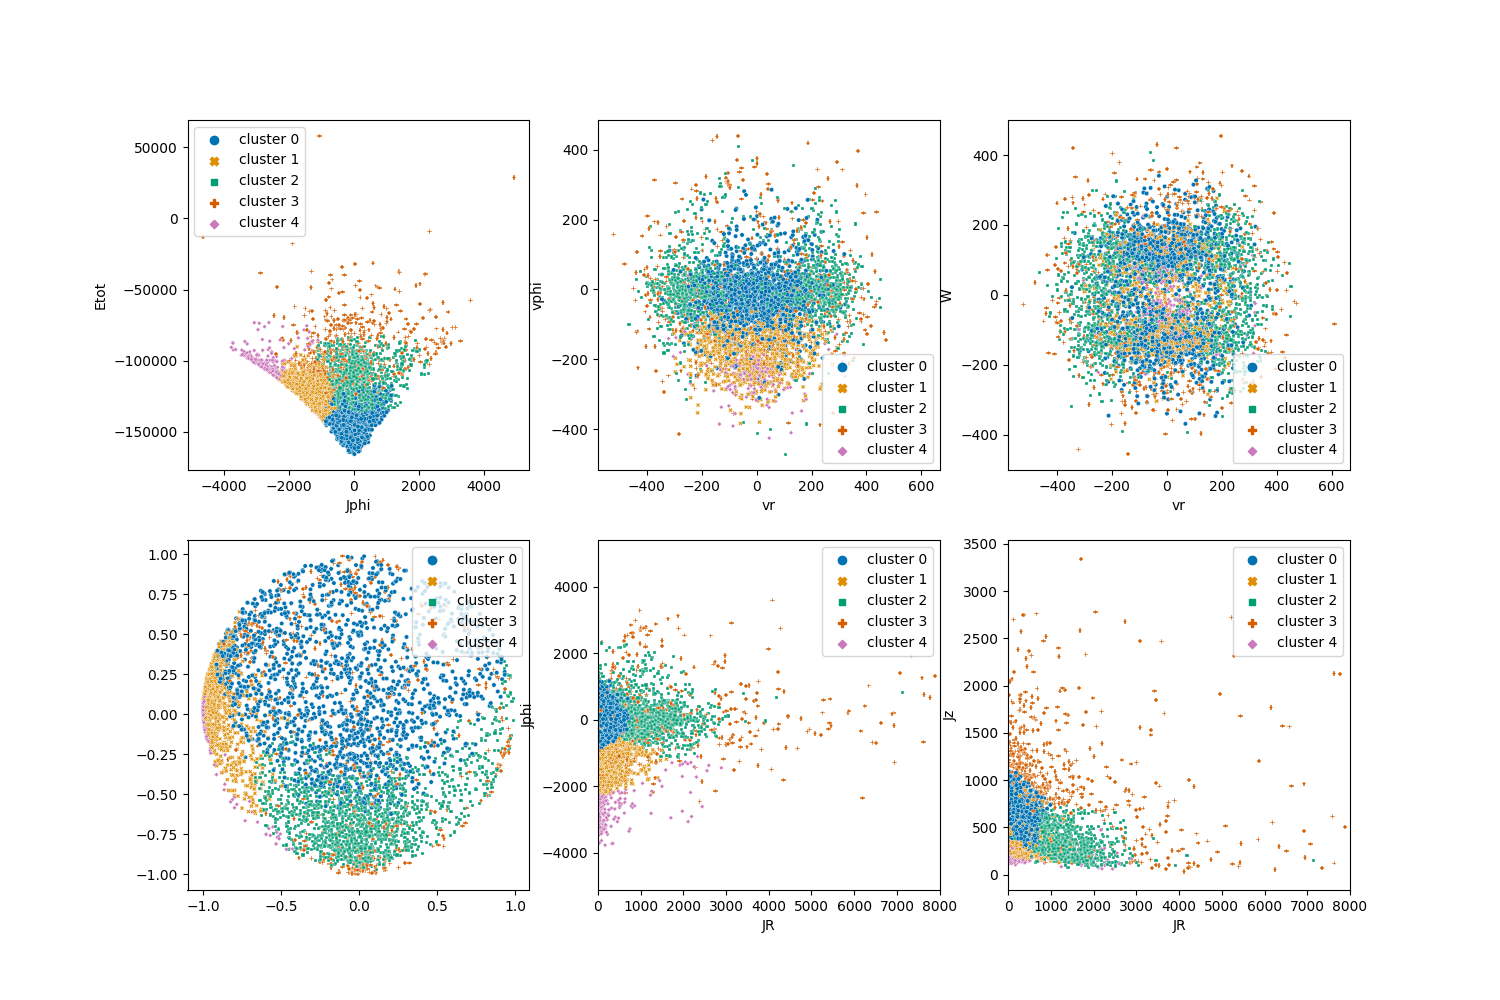 50000
0
−50000
−100000
−150000
Etot
−4000 −2000 0 2000 4000
Jphi
cluster 0
cluster 1
cluster 2
cluster 3
cluster 4
400
200
0
−200
−400
vphi
−400 −200 0 200 400 600
vr
cluster 0
cluster 1
cluster 2
cluster 3
cluster 4
400
200
0
−200
−400
W
−400 −200 0 200 400 600
vr
cluster 0
cluster 1
cluster 2
cluster 3
cluster 4
1.00
0.75
0.50
0.25
0.00
−0.25
−0.50
−0.75
−1.00
−1.0 −0.5 0.0 0.5 1.0
cluster 0
cluster 1
cluster 2
cluster 3
cluster 4
4000
2000
0
−2000
−4000
Jphi
0 1000 2000 3000 4000 5000 6000 7000 8000
JR
cluster 0
cluster 1
cluster 2
cluster 3
cluster 4
3500
3000
2500
2000
1500
1000
500
0
Jz
0 1000 2000 3000 4000 5000 6000 7000 8000
JR
cluster 0
cluster 1
cluster 2
cluster 3
cluster 4